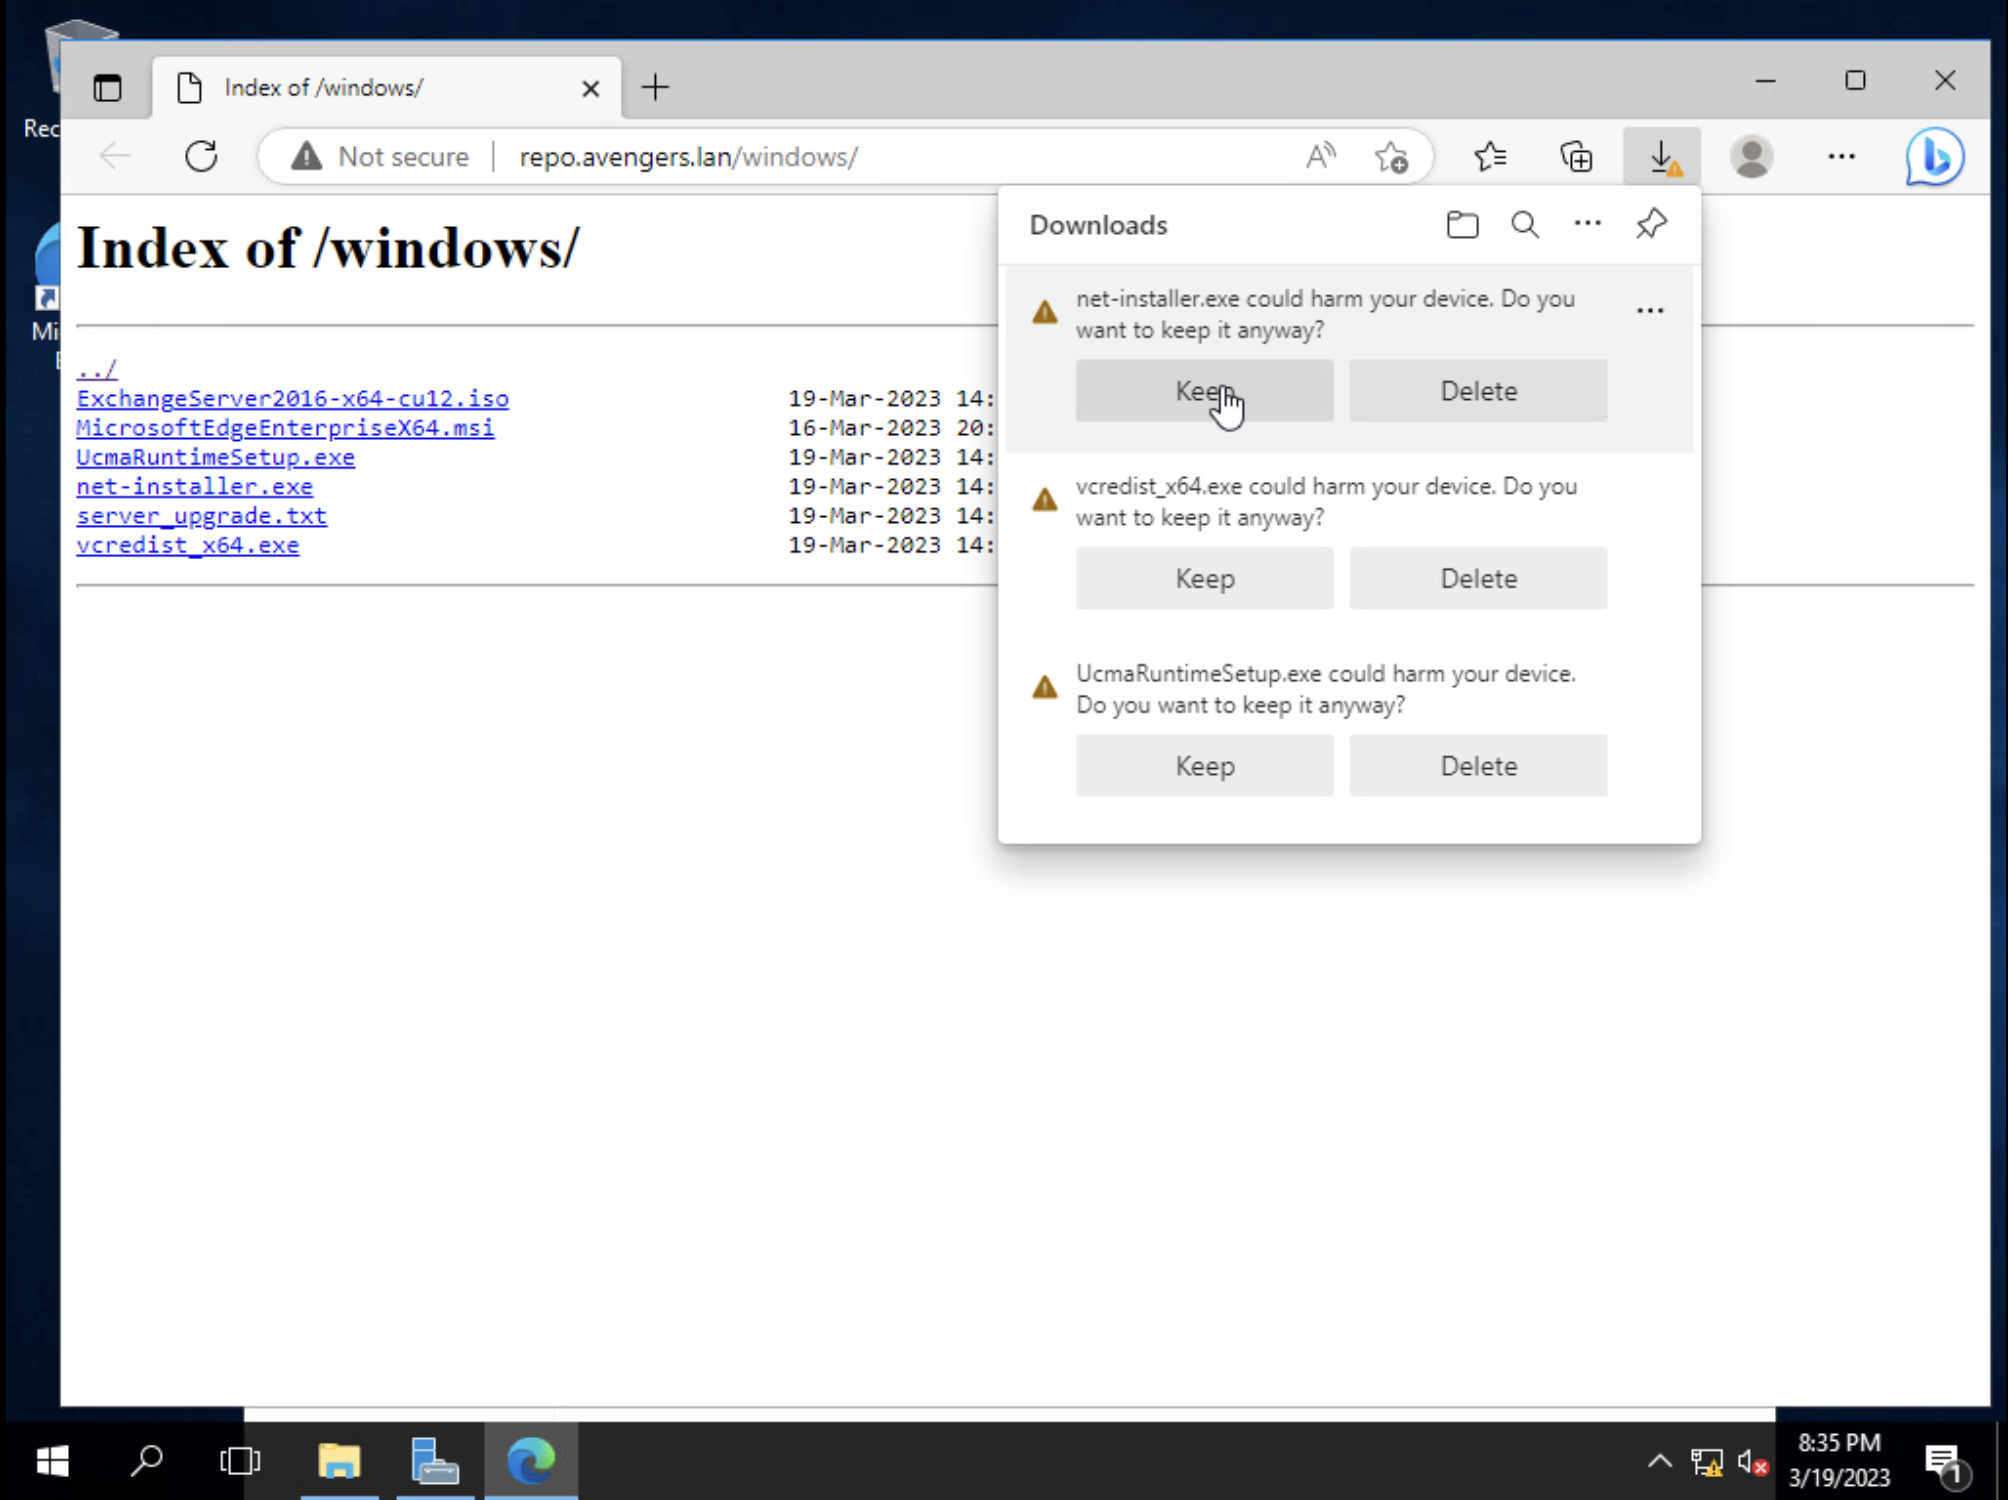 Rec
Mi
E
Index of /windows/
Not secure
repo.avengers.lan/windows/
Index of /windows/
../
ExchangeServer2016-x64-cu12.iso 19-Mar-2023 14:
MicrosoftEdgeEnterpriseX64.msi 16-Mar-2023 20:
UcmaRuntimeSetup.exe 19-Mar-2023 14:
net-installer.exe 19-Mar-2023 14:
server_upgrade.txt 19-Mar-2023 14:
vcredist_x64.exe 19-Mar-2023 14:
Downloads
net-installer.exe could harm your device. Do you
want to keep it anyway?
Keep Delete
vcredist_x64.exe could harm your device. Do you
want to keep it anyway?
Keep Delete
UcmaRuntimeSetup.exe could harm your device.
Do you want to keep it anyway?
Keep Delete
8:35 PM
3/19/2023
1